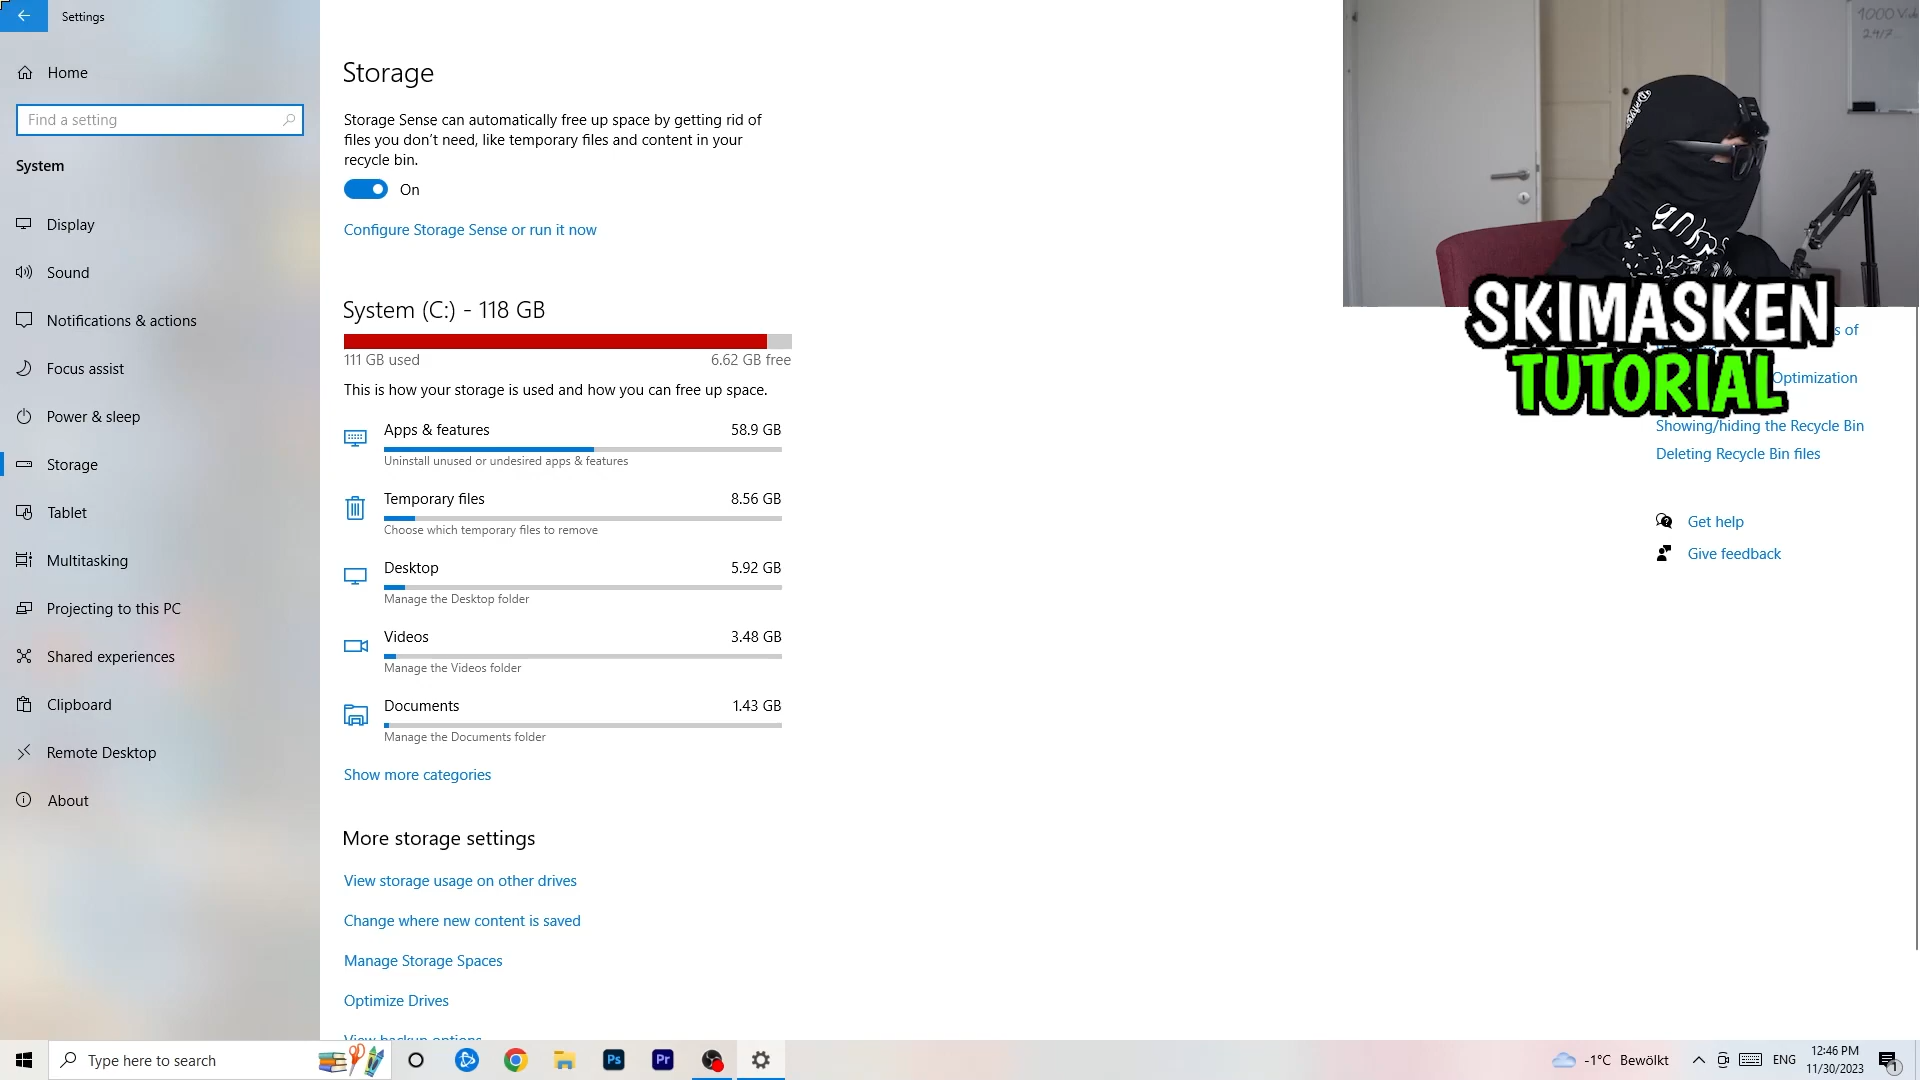 Settings
Home
Find a setting
System
Display
Sound
Notifications & actions
Focus assist
Power & sleep
Storage
Tablet
Multitasking
Projecting to this PC
Shared experiences
Clipboard
Remote Desktop
About
Storage
Storage Sense can automatically free up space by getting rid of
files you don't need, like temporary files and content in your
recycle bin.
On
Configure Storage Sense or run it now
System (C:) - 118 GB
111 GB used 6.62 GB free
This is how your storage is used and how you can free up space.
Apps & features 58.9 GB
Uninstall unused or undesired apps & features
Temporary files 8.56 GB
Choose which temporary files to remove
Desktop 5.92 GB
Manage the Desktop folder
Videos 3.48 GB
Manage the Videos folder
Documents 1.43 GB
Manage the Documents folder
Show more categories
More storage settings
View storage usage on other drives
Change where new content is saved
Manage Storage Spaces
Optimize Drives
View backup options
1000
24/7
SKIMASKEN
TUTORIAL
of
Optimization
Showing/hiding the Recycle Bin
Deleting Recycle Bin files
Get help
Give feedback
Type here to search
Ps
Pr
-1°C Bewölkt
ENG
12:46 PM
11/30/2023
1